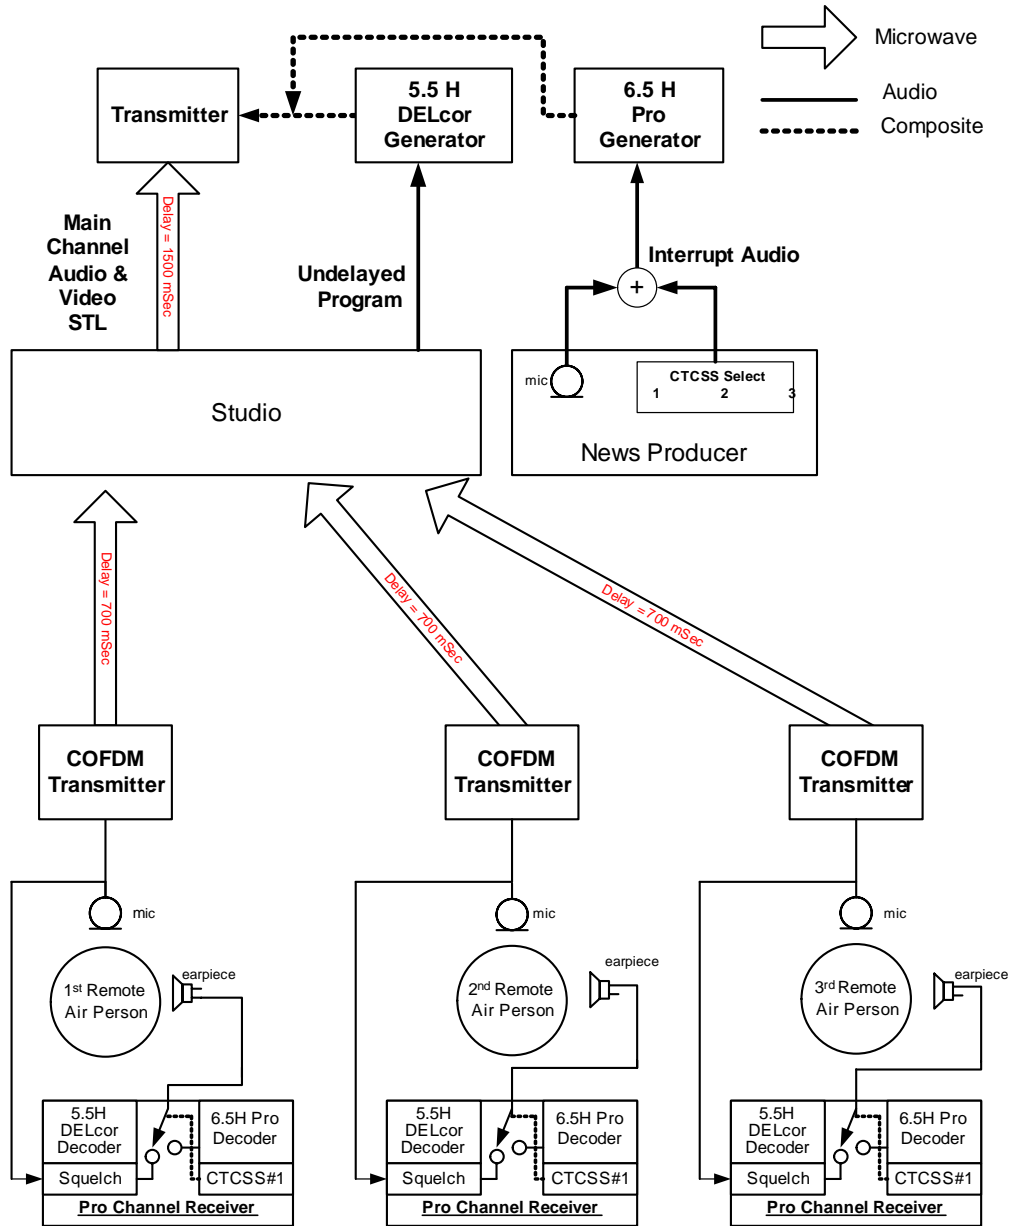 Microwave
Audio
Composite
Transmitter
5.5 H
DELcor
Generator
6.5 H
Pro
Generator
Delay = 1500 mSec
Main
Channel
Audio &
Video
STL
Undelayed
Program
Interrupt Audio
+
Studio
mic
CTCSS Select
1 2 3
News Producer
Delay = 700 mSec
Delay = 700 mSec
Delay = 700 mSec
COFDM
Transmitter
COFDM
Transmitter
COFDM
Transmitter
mic
mic
mic
earpiece
1st Remote
Air Person
earpiece
2nd Remote
Air Person
earpiece
3rd Remote
Air Person
5.5H
DELcor
Decoder
Squelch
6.5H Pro
Decoder
CTCSS#1
Pro Channel Receiver
5.5H
DELcor
Decoder
Squelch
6.5H Pro
Decoder
CTCSS#1
Pro Channel Receiver
5.5H
DELcor
Decoder
Squelch
6.5H Pro
Decoder
CTCSS#1
Pro Channel Receiver